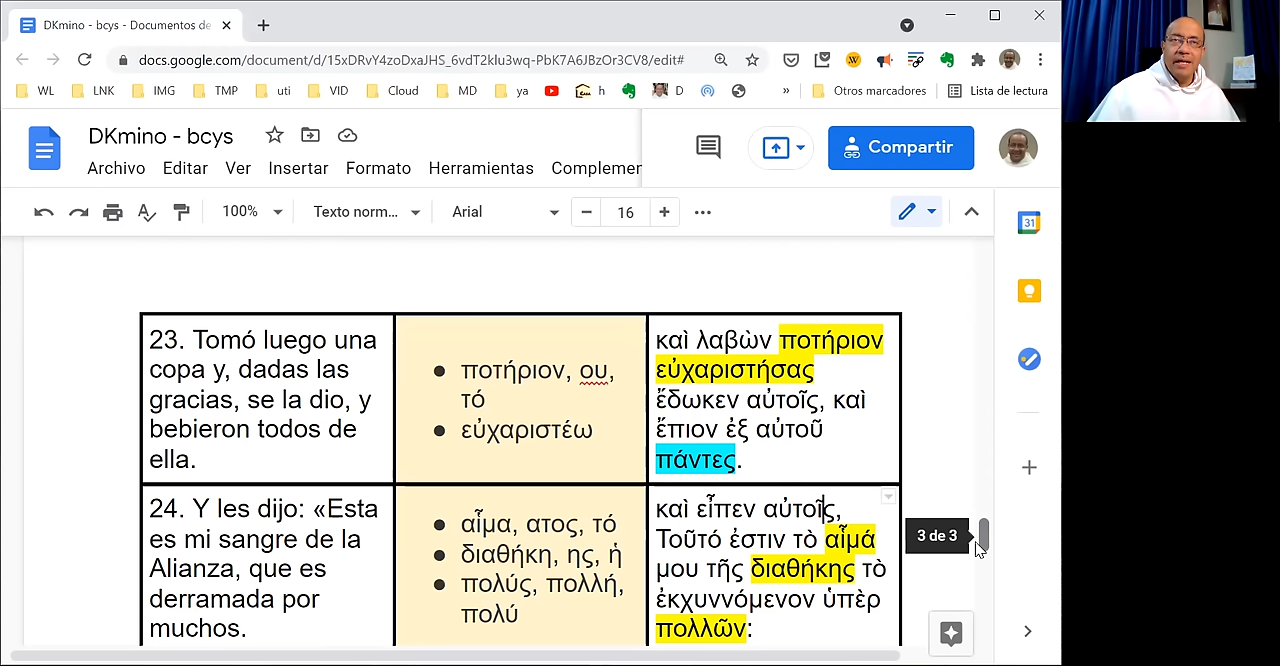 DKmino - bcys - Documentos de
docs.google.com/document/d/15xDRvY4zoDxaJHS_6vdT2klu3wq-PbK7A6JBzOr3CV8/edit#
WL LNK IMG TMP uti VID Cloud MD ya h D » Otros marcadores Lista de lectura
DKmino - bcys
Compartir
Archivo Editar Ver Insertar Formato Herramientas Complemen
100% Texto norm... Arial 16
31
23. Tomó luego una
copa y, dadas las
gracias, se la dio, y
bebieron todos de
ella.
ποτήριον, ου,
τό
εὐχαριστέω
καὶ λαβὼν ποτήριον
εὐχαριστήσας
ἔδωκεν αὐτοῖς, καὶ
ἔπιον ἐξ αὐτοῦ
πάντες.
24. Y les dijo: «Esta
es mi sangre de la
Alianza, que es
derramada por
muchos.
αἷμα, ατος, τό
διαθήκη, ης, ἡ
πολύς, πολλή,
πολύ
καὶ εἶπεν αὐτοῖς,
Τοῦτό ἐστιν τὸ αἷμά
μου τῆς διαθήκης τὸ
ἐκχυννόμενον ὑπὲρ
πολλῶν:
3 de 3